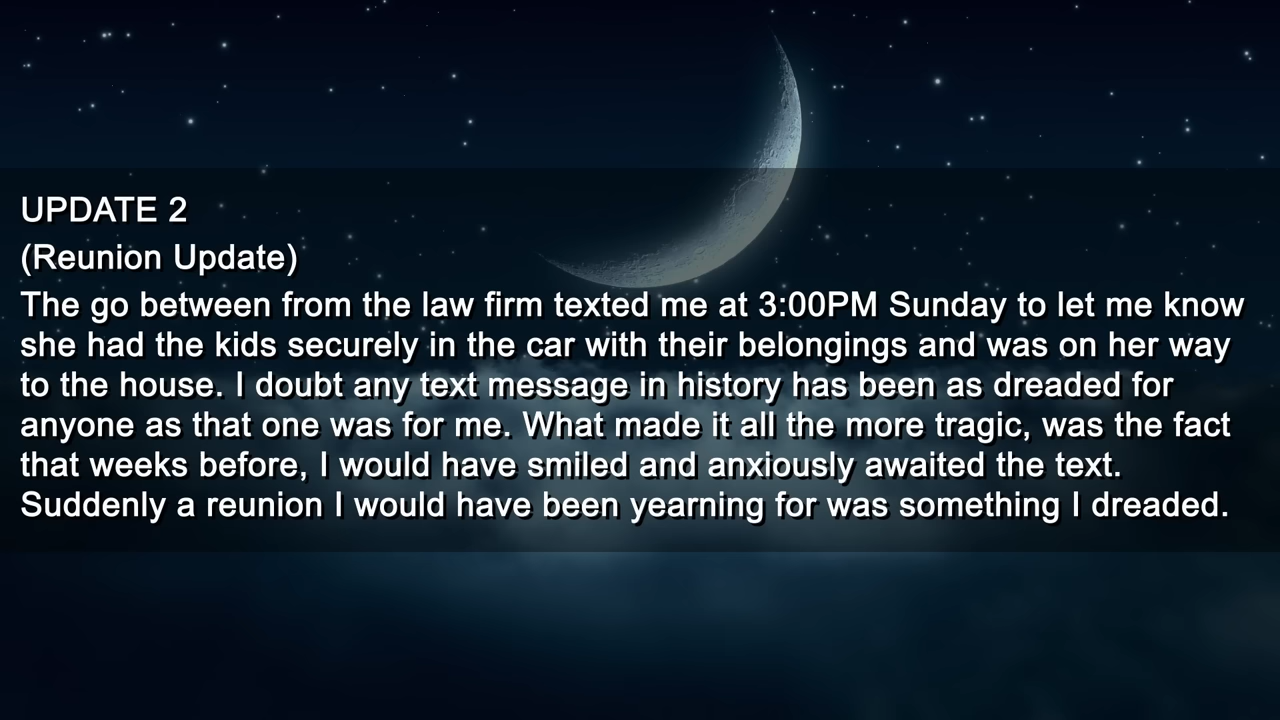 UPDATE 2
(Reunion Update)
The go between from the law firm texted me at 3:00PM Sunday to let me know
she had the kids securely in the car with their belongings and was on her way
to the house. I doubt any text message in history has been as dreaded for
anyone as that one was for me. What made it all the more tragic, was the fact
that weeks before, I would have smiled and anxiously awaited the text.
Suddenly a reunion I would have been yearning for was something I dreaded.